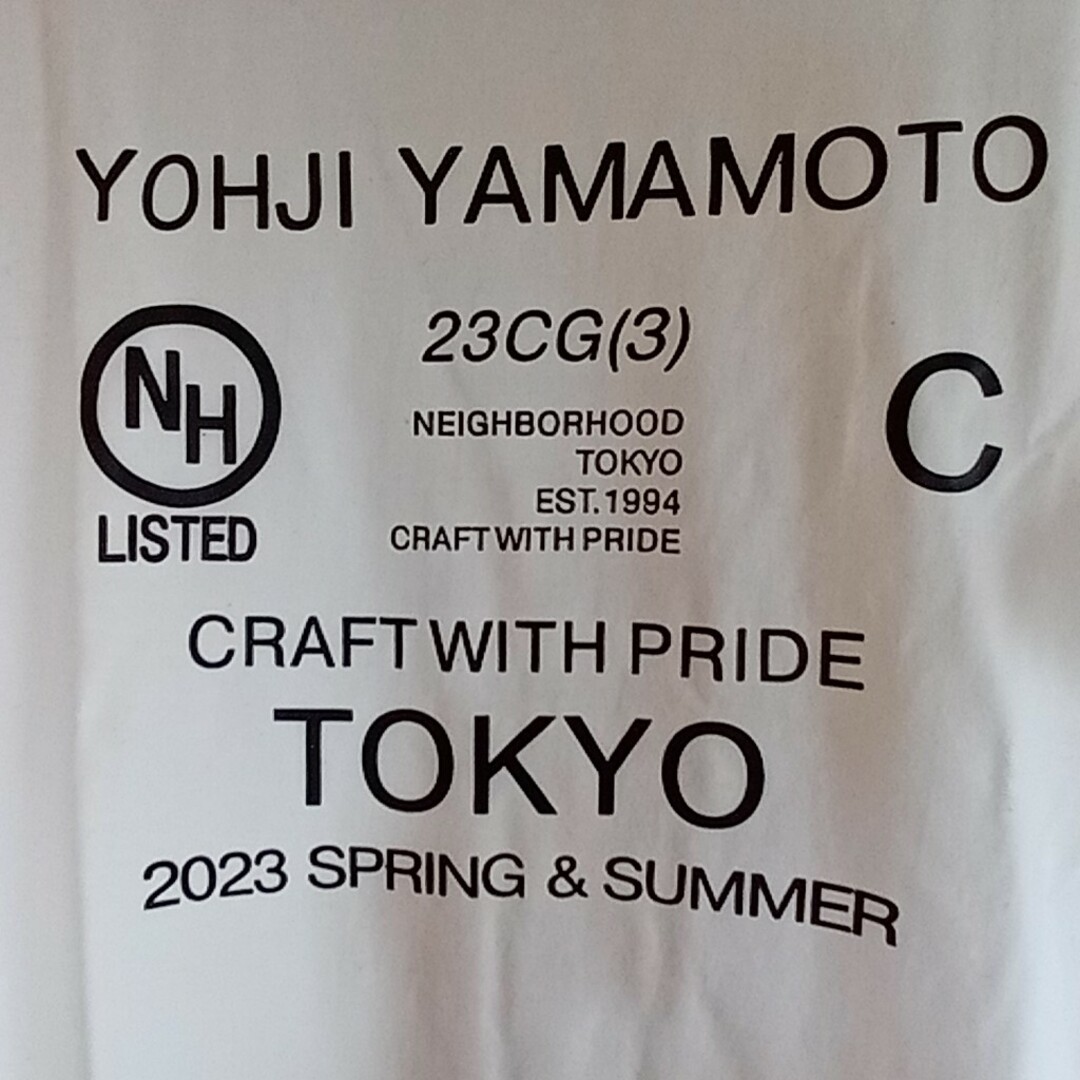 YOHJI YAMAMOTO
NH
LISTED
23CG(3)
NEIGHBORHOOD
TOKYO
EST.1994
CRAFT WITH PRIDE
C
CRAFT WITH PRIDE
TOKYO
2023 SPRING & SUMMER